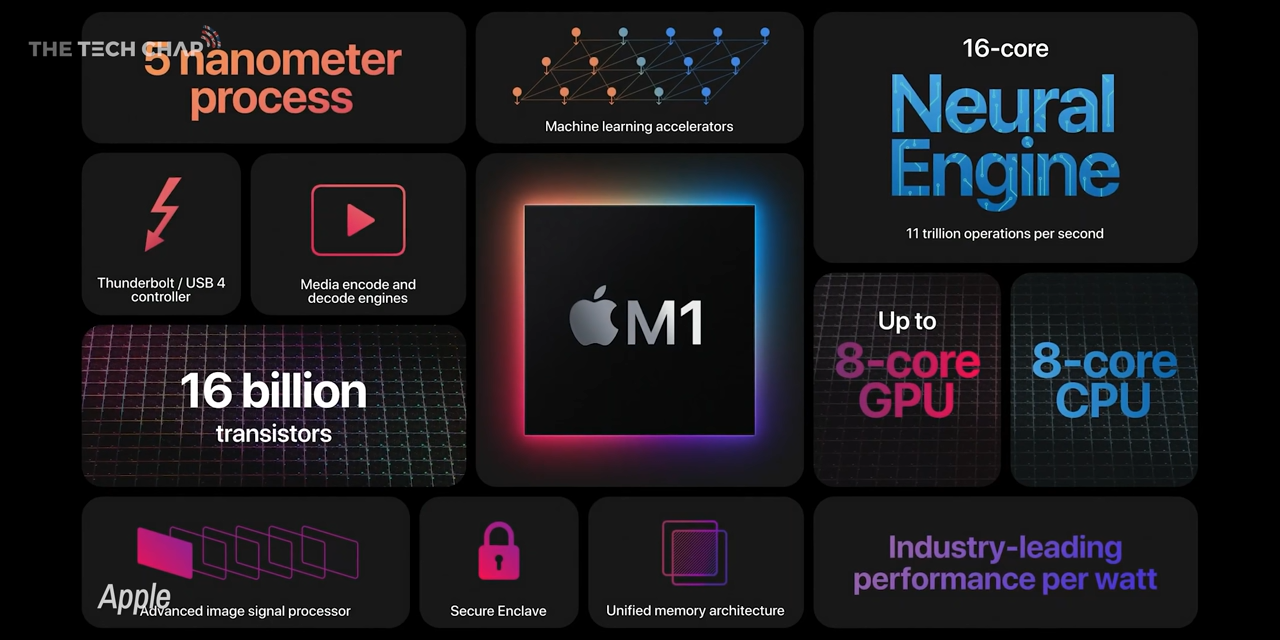 THE TECH CHAP
5 nanometer
process
Machine learning accelerators
16-core
Neural
Engine
11 trillion operations per second
Thunderbolt / USB 4
controller
Media encode and
decode engines
M1
Up to
8-core
GPU
8-core
CPU
16 billion
transistors
Advanced image signal processor
Apple
Secure Enclave
Unified memory architecture
Industry-leading
performance per watt